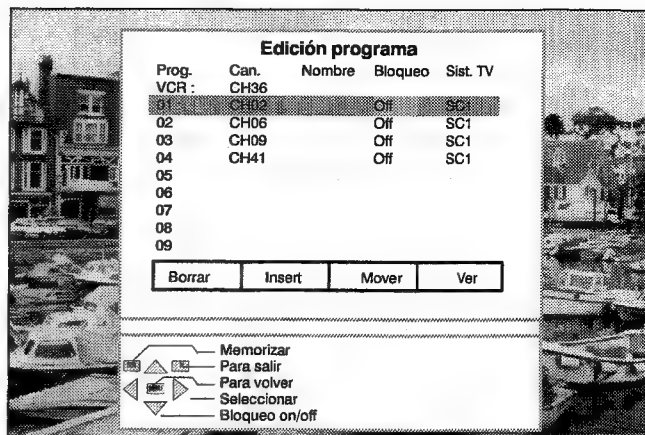 Edición programa
Prog. Can. Nombre Bloqueo Sist. TV
VCR : CH36
01 CH02 Off SC1
02 CH06 Off SC1
03 CH09 Off SC1
04 CH41 Off SC1
05
06
07
08
09
Borrar Insert Mover Ver
Memorizar
Para salir
Para volver
Seleccionar
Bloqueo on/off